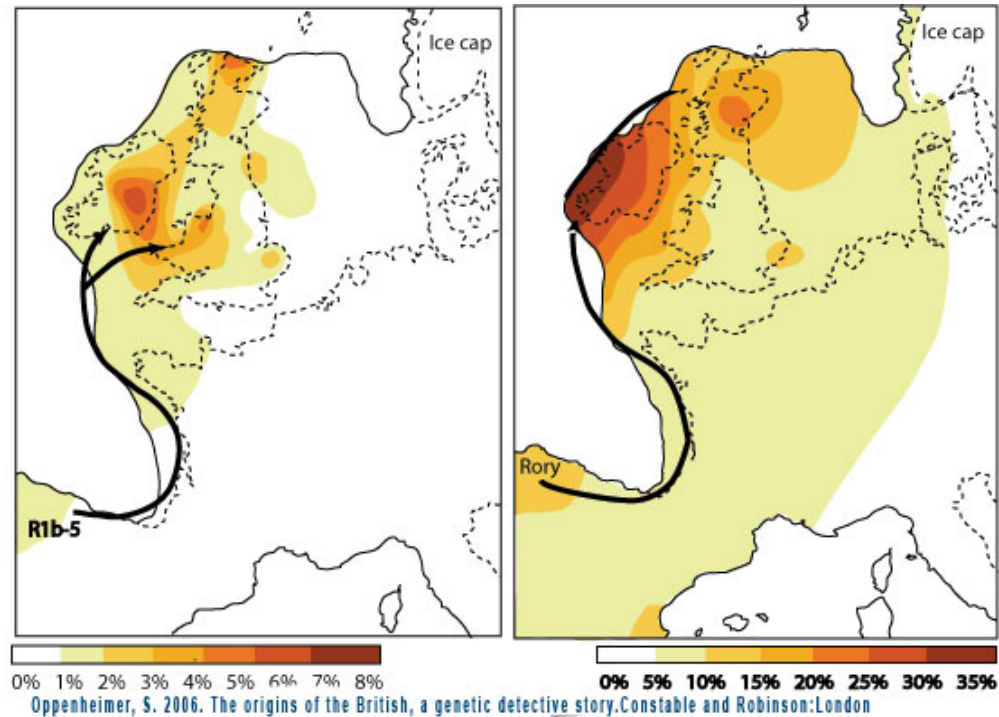 Ice cap
Ice cap
Rory
R1b-5
0% 1% 2% 3% 4% 5% 6% 7% 8%
0% 5% 10% 15% 20% 25% 30% 35%
Oppenheimer, S. 2006. The origins of the British, a genetic detective story.Constable and Robinson:London